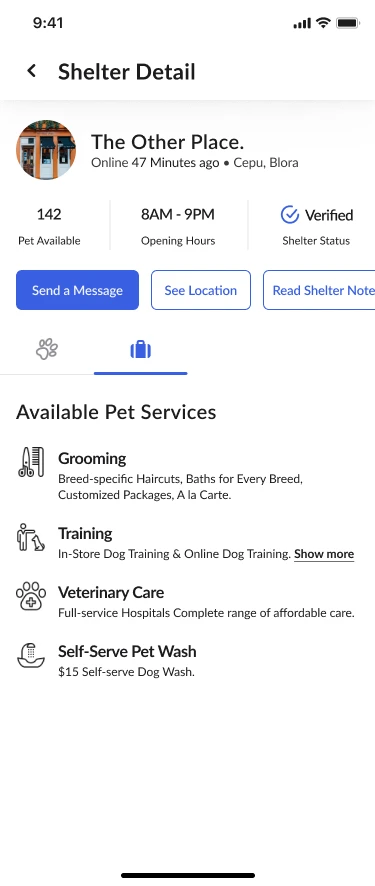 9:41
Shelter Detail
The Other Place.
Online 47 Minutes ago • Cepu, Blora
142
8AM - 9PM
Verified
Pet Available
Opening Hours
Shelter Status
Send a Message
See Location
Read Shelter Note
Available Pet Services
Grooming
Breed-specific Haircuts, Baths for Every Breed,
Customized Packages, A la Carte.
Training
In-Store Dog Training & Online Dog Training. Show more
Veterinary Care
Full-service Hospitals Complete range of affordable care.
Self-Serve Pet Wash
$15 Self-serve Dog Wash.